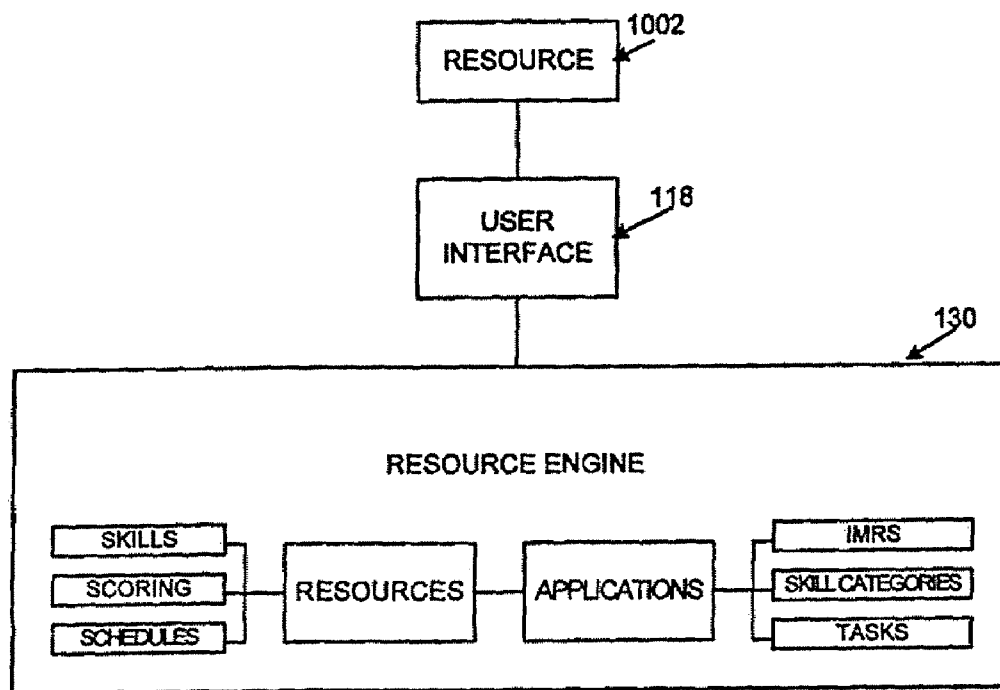 1002
RESOURCE
118
USER
INTERFACE
130
RESOURCE ENGINE
SKILLS
SCORING
SCHEDULES
RESOURCES
APPLICATIONS
IMRS
SKILL CATEGORIES
TASKS